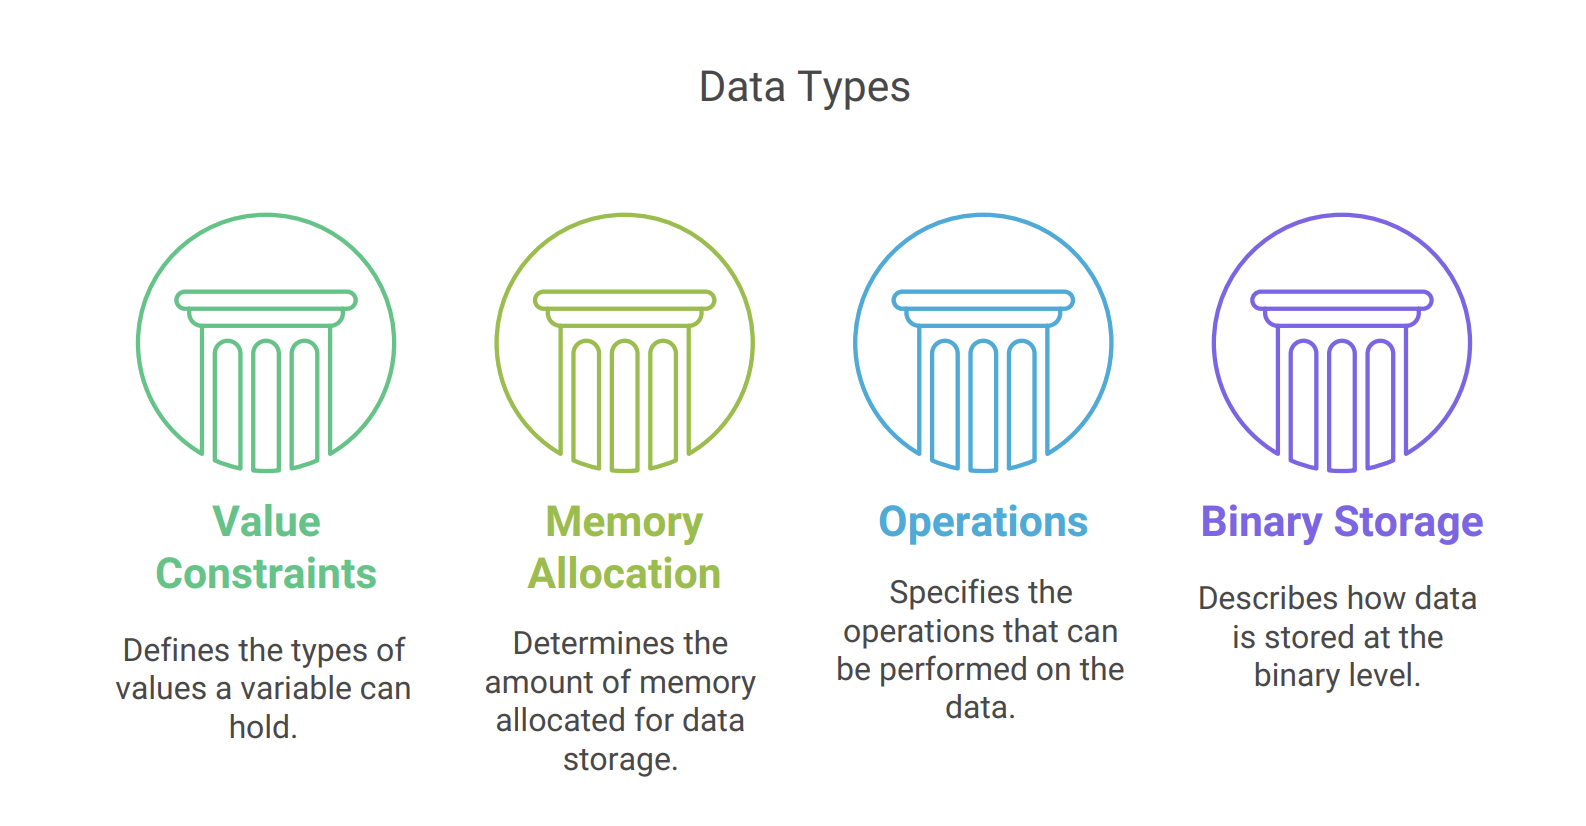 Data Types
Value
Constraints
Defines the types of
values a variable can
hold.
Memory
Allocation
Determines the
amount of memory
allocated for data
storage.
Operations
Specifies the
operations that can
be performed on the
data.
Binary Storage
Describes how data
is stored at the
binary level.